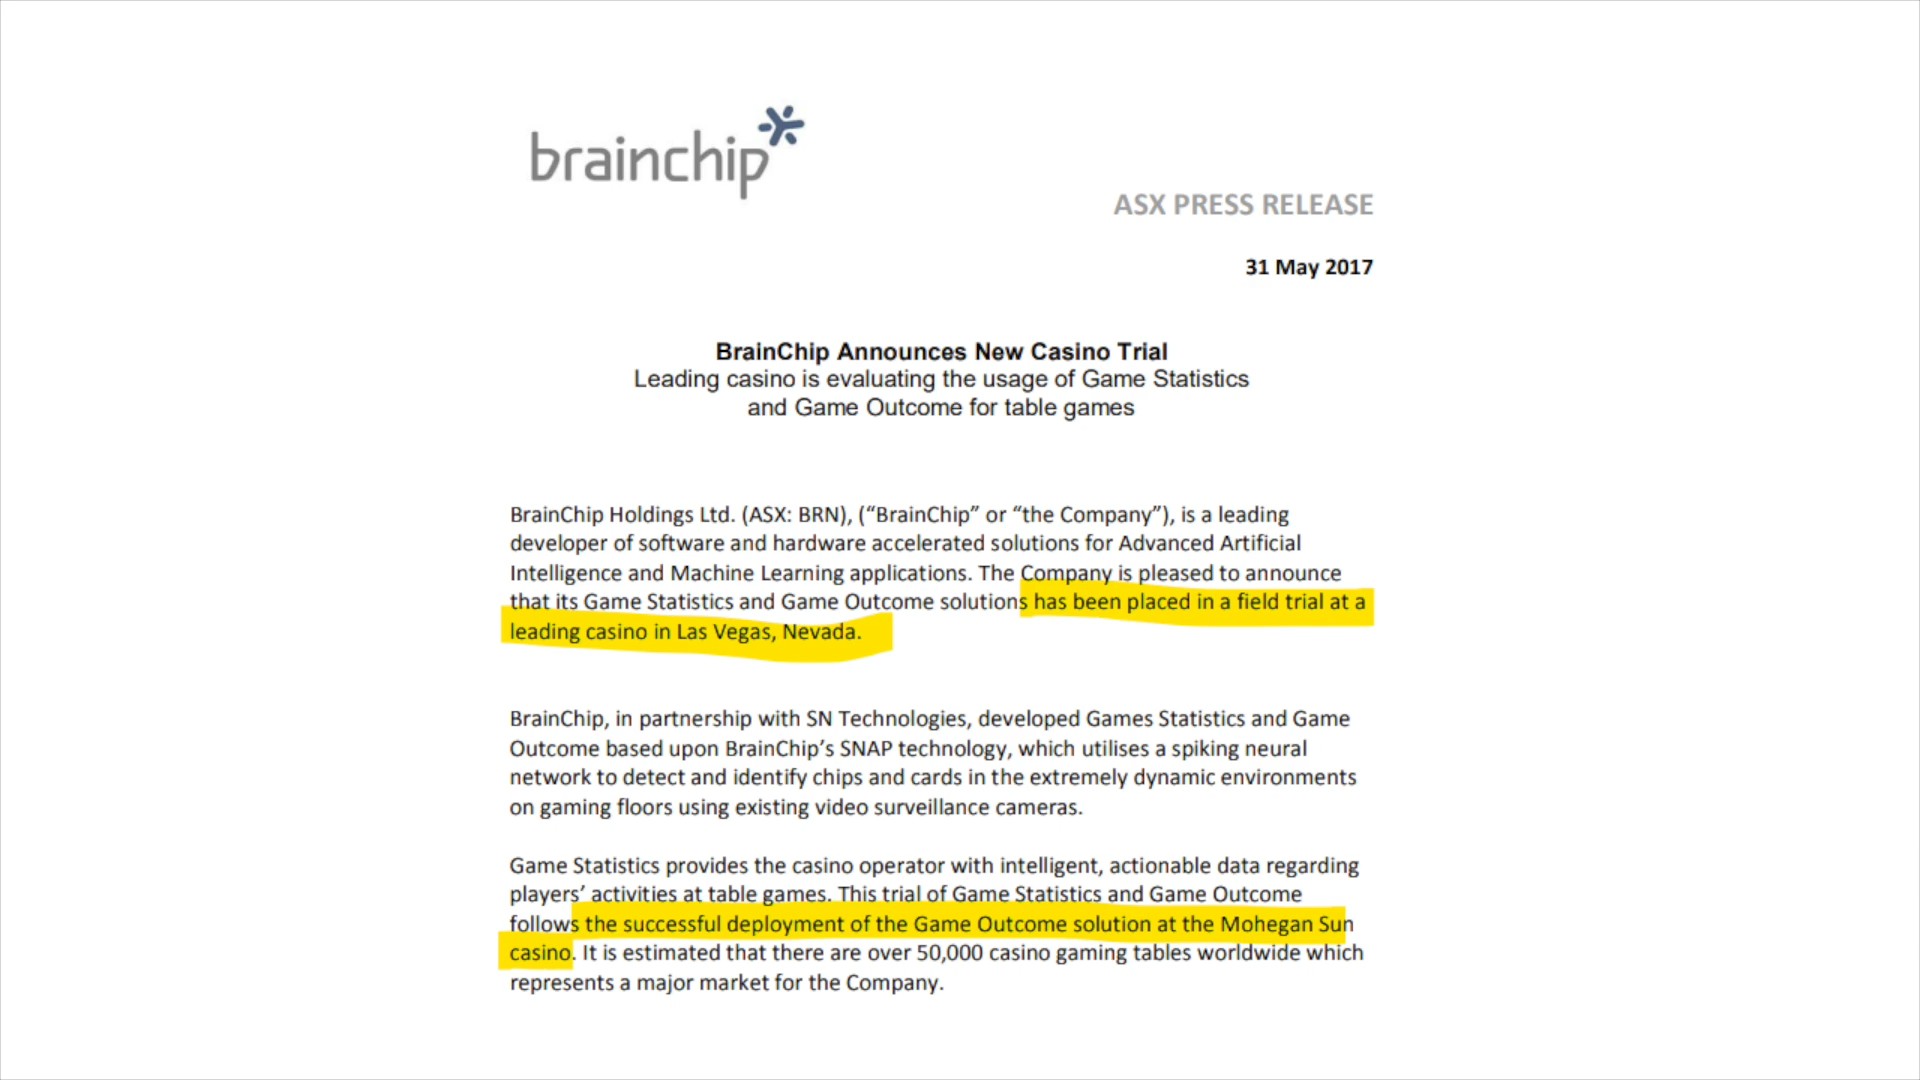 brainchip
ASX PRESS RELEASE
31 May 2017
BrainChip Announces New Casino Trial
Leading casino is evaluating the usage of Game Statistics
and Game Outcome for table games
BrainChip Holdings Ltd. (ASX: BRN), (“BrainChip” or “the Company”), is a leading
developer of software and hardware accelerated solutions for Advanced Artificial
Intelligence and Machine Learning applications. The Company is pleased to announce
that its Game Statistics and Game Outcome solutions has been placed in a field trial at a
leading casino in Las Vegas, Nevada.
BrainChip, in partnership with SN Technologies, developed Games Statistics and Game
Outcome based upon BrainChip’s SNAP technology, which utilises a spiking neural
network to detect and identify chips and cards in the extremely dynamic environments
on gaming floors using existing video surveillance cameras.
Game Statistics provides the casino operator with intelligent, actionable data regarding
players’ activities at table games. This trial of Game Statistics and Game Outcome
follows the successful deployment of the Game Outcome solution at the Mohegan Sun
casino. It is estimated that there are over 50,000 casino gaming tables worldwide which
represents a major market for the Company.